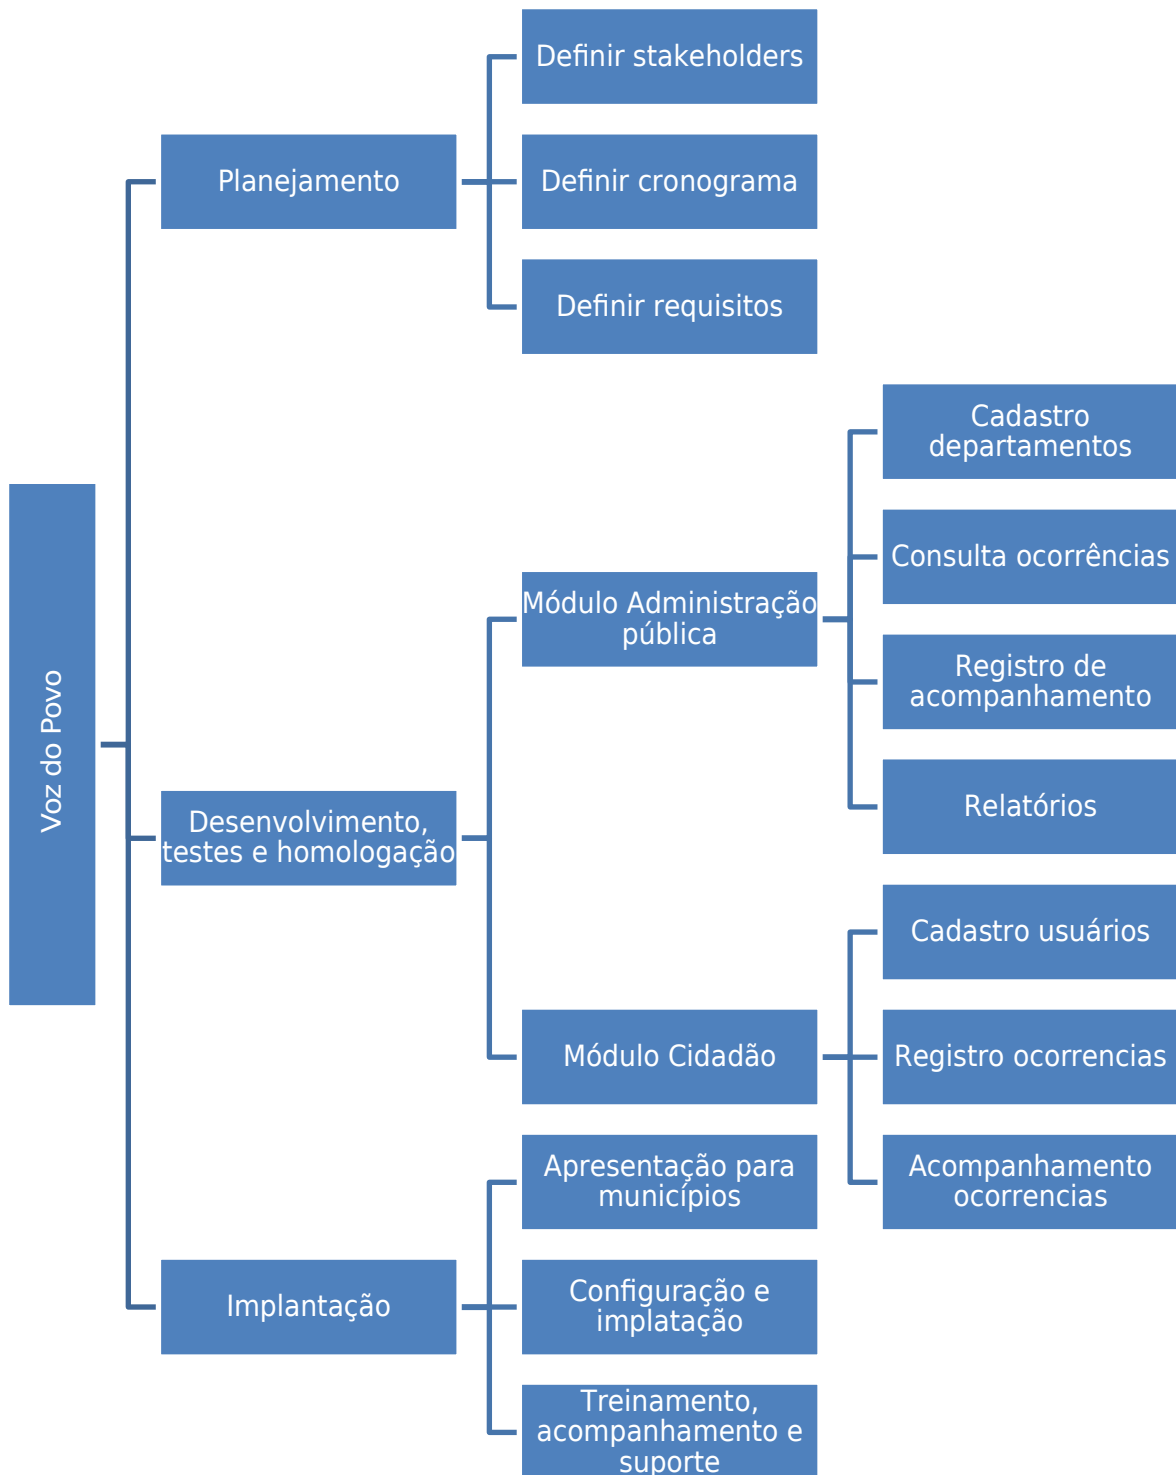 Voz do Povo
Planejamento
Definir stakeholders
Definir cronograma
Definir requisitos
Desenvolvimento,
testes e homologação
Módulo Administração
pública
Cadastro
departamentos
Consulta ocorrências
Registro de
acompanhamento
Relatórios
Módulo Cidadão
Cadastro usuários
Registro ocorrencias
Acompanhamento
ocorrencias
Implantação
Apresentação para
municípios
Configuração e
implatação
Treinamento,
acompanhamento e
suporte